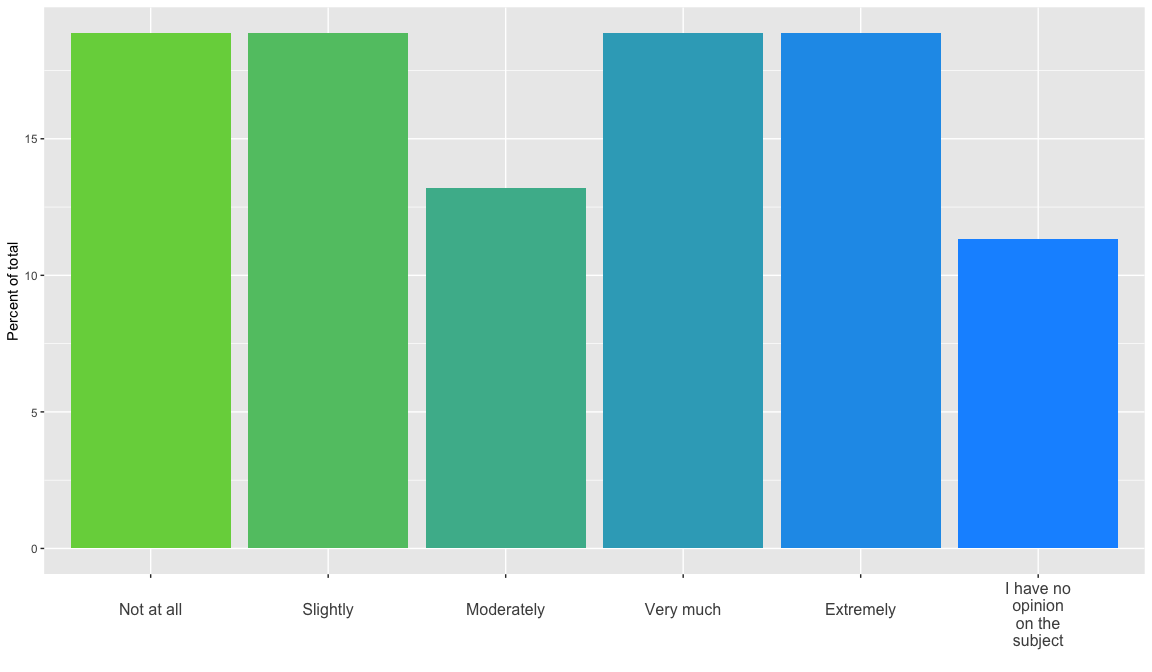 Percent of total
15
10
5
0
Not at all
Slightly
Moderately
Very much
Extremely
I have no
opinion
on the
subject